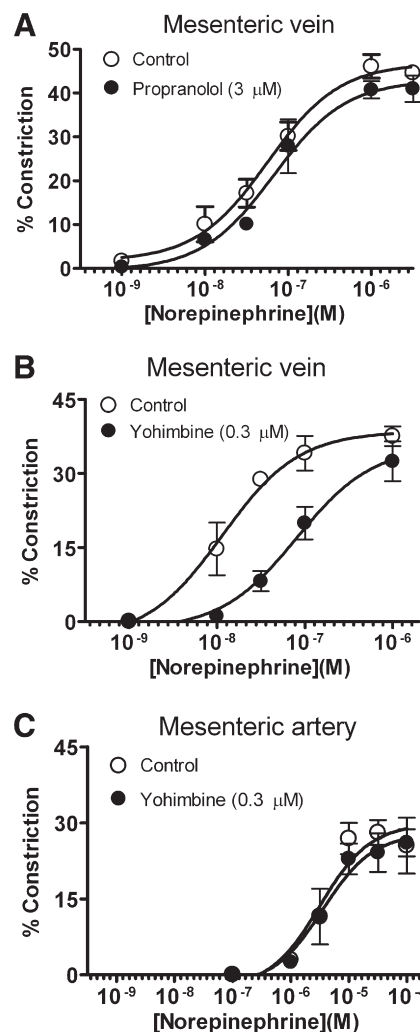 A Mesenteric vein
50
40
30
20
10
0
% Constriction
Control
Propranolol (3 μM)
10-9 10-8 10-7 10-6
[Norepinephrine](M)
B Mesenteric vein
45
30
15
0
% Constriction
Control
Yohimbine (0.3 μM)
10-9 10-8 10-7 10-6
[Norepinephrine](M)
C Mesenteric artery
45
30
15
0
% Constriction
Control
Yohimbine (0.3 μM)
10-9 10-8 10-7 10-6 10-5
[Norepinephrine](M)